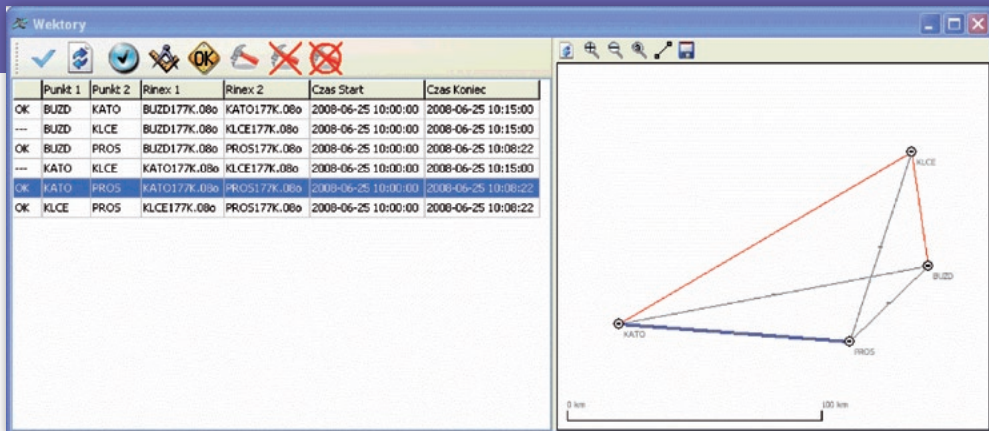 Wektory
OK
Punkt 1 Punkt 2 Rinex 1 Rinex 2 Czas Start Czas Koniec
OK BUZD KATO BUZD177K.08o KATO177K.08o 2008-06-25 10:00:00 2008-06-25 10:15:00
--- BUZD KLCE BUZD177K.08o KLCE177K.08o 2008-06-25 10:00:00 2008-06-25 10:15:00
OK BUZD PROS BUZD177K.08o PROS177K.08o 2008-06-25 10:00:00 2008-06-25 10:08:22
--- KATO KLCE KATO177K.08o KLCE177K.08o 2008-06-25 10:00:00 2008-06-25 10:15:00
OK KATO PROS KATO177K.08o PROS177K.08o 2008-06-25 10:00:00 2008-06-25 10:08:22
OK KLCE PROS KLCE177K.08o PROS177K.08o 2008-06-25 10:00:00 2008-06-25 10:08:22
KLCE
BUZD
KATO
PROS
0 km 100 km